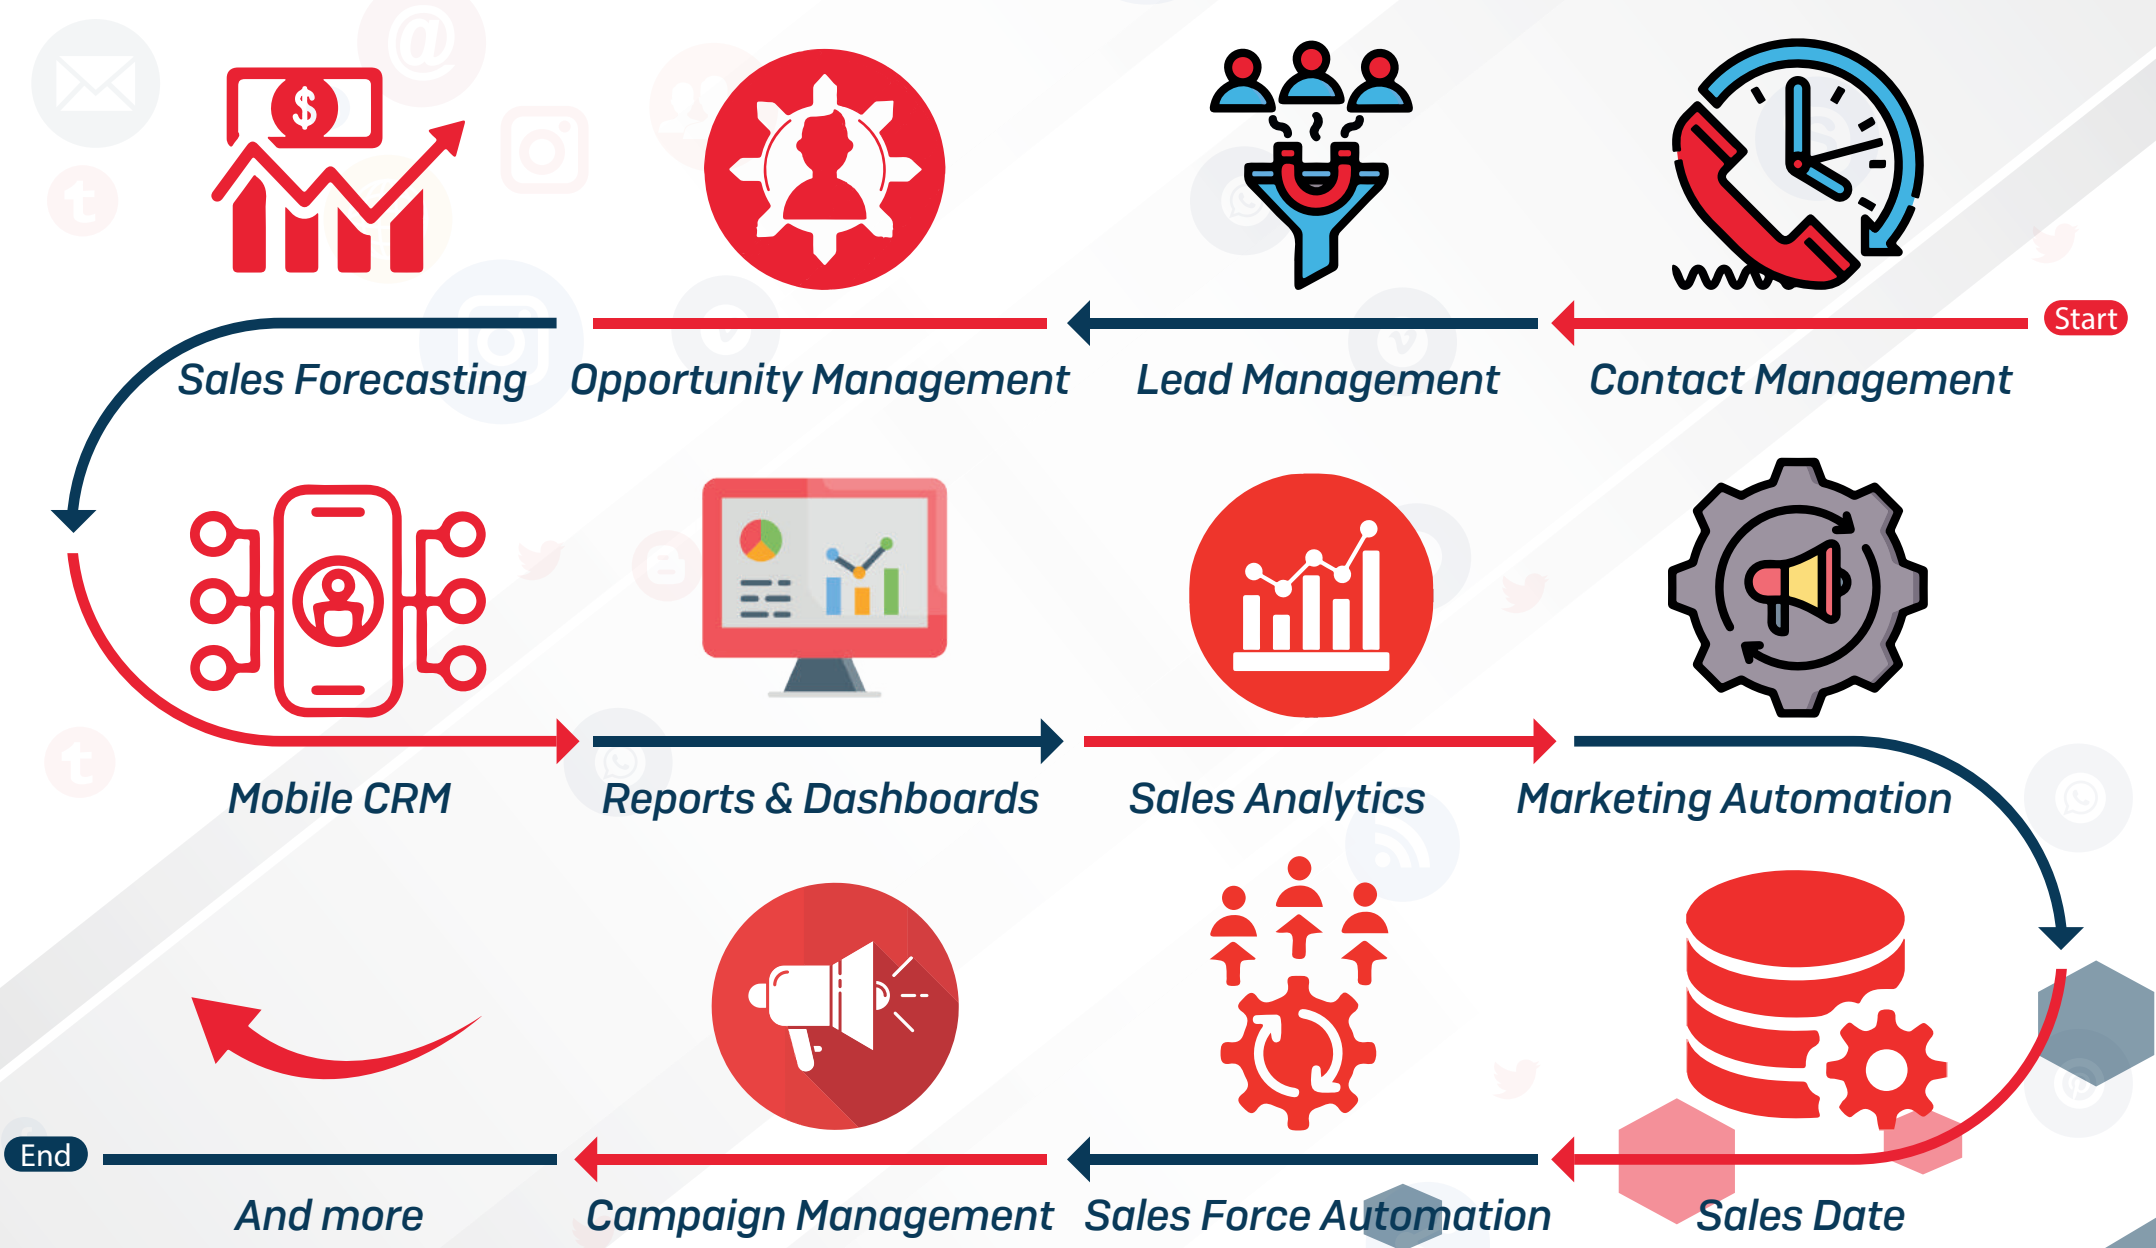 $
Start
Sales Forecasting
Opportunity Management
Lead Management
Contact Management
Mobile CRM
Reports & Dashboards
Sales Analytics
Marketing Automation
End
And more
Campaign Management
Sales Force Automation
Sales Date